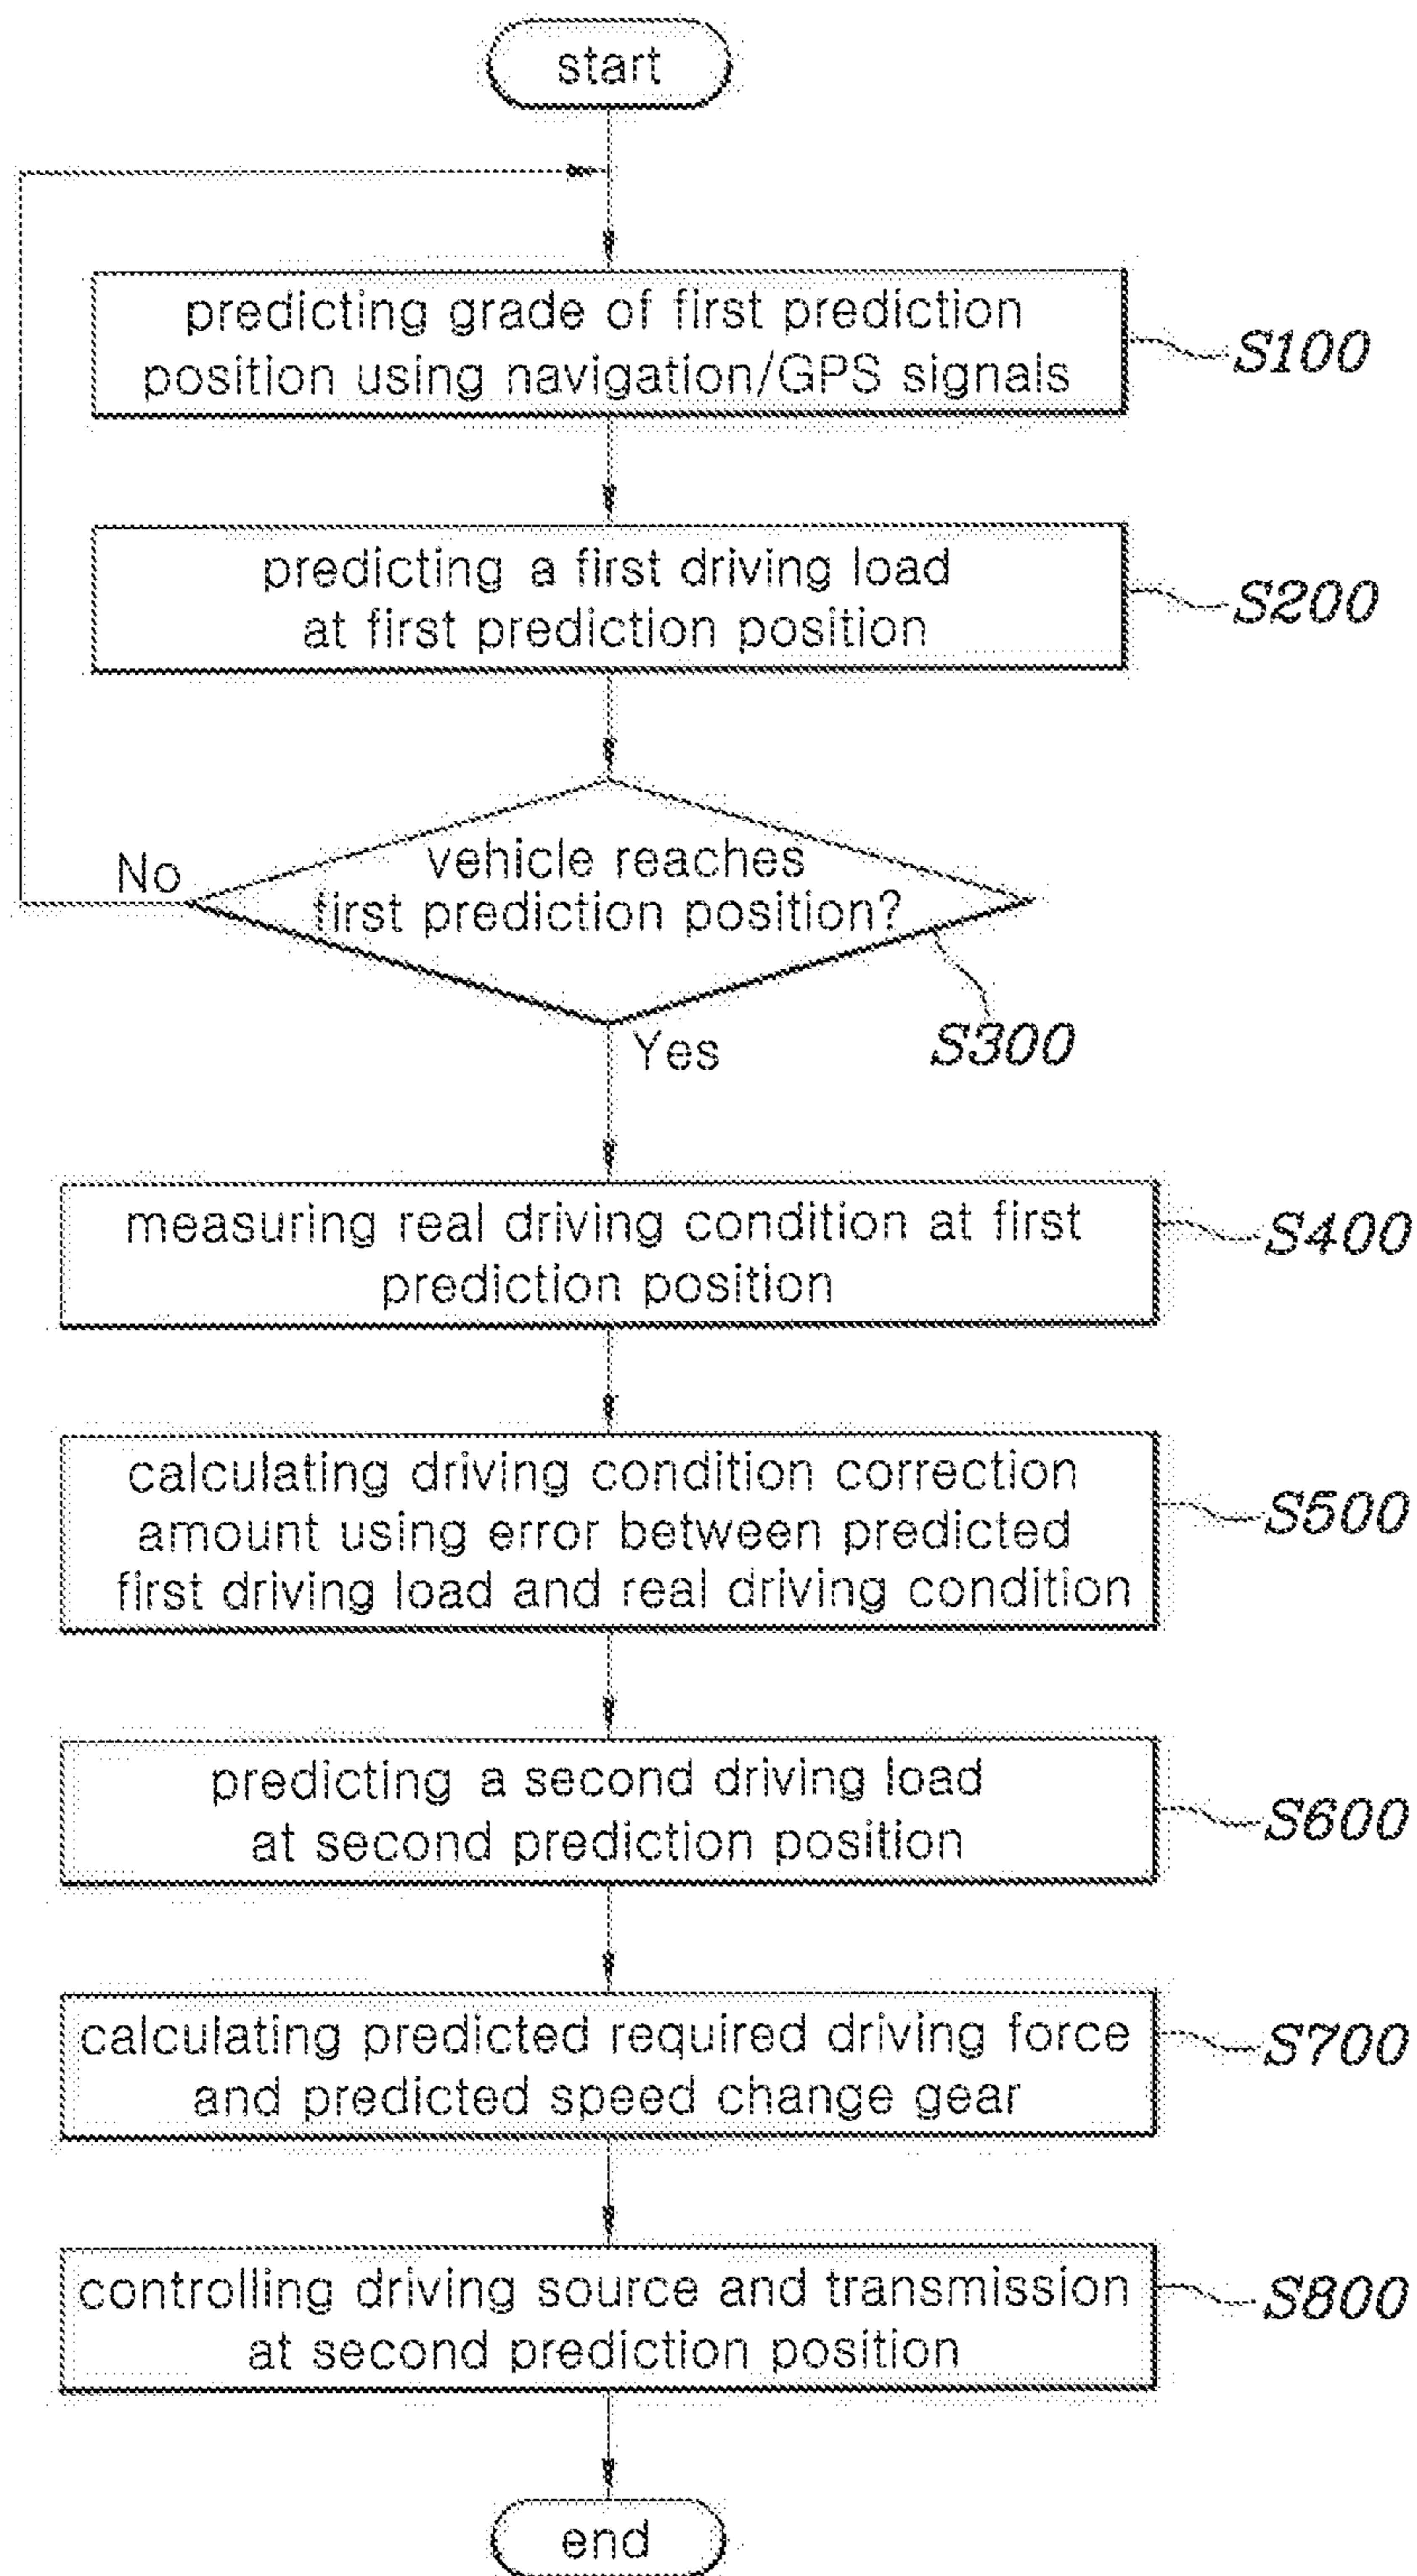 start
predicting grade of first prediction
position using navigation/GPS signals
S100
predicting a first driving load
at first prediction position
S200
vehicle reaches
first prediction position?
No
Yes
S300
measuring real driving condition at first
prediction position
S400
calculating driving condition correction
amount using error between predicted
first driving load and real driving condition
S500
predicting a second driving load
at second prediction position
S600
calculating predicted required driving force
and predicted speed change gear
S700
controlling driving source and transmission
at second prediction position
S800
end